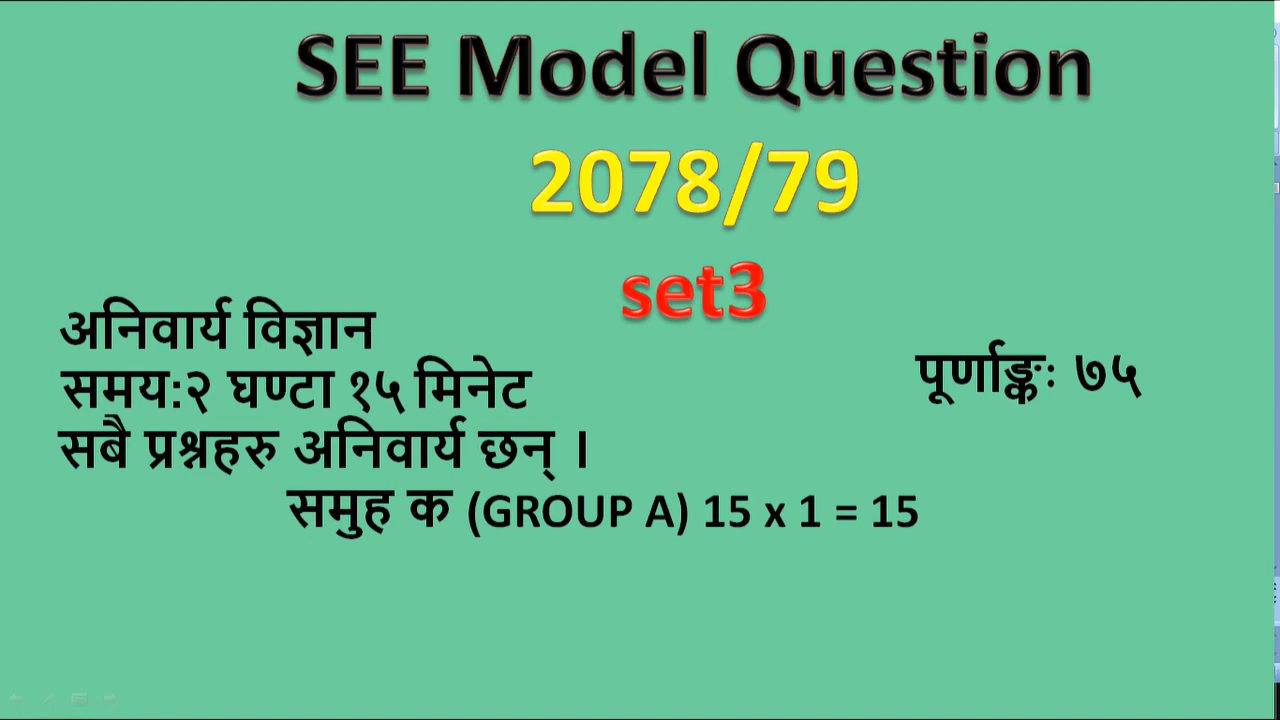 SEE Model Question
2078/79
set3
अनिवार्य विज्ञान
समय:२ घण्टा १५ मिनेट
पूर्णाङ्कः ७५
सबै प्रश्नहरु अनिवार्य छन् ।
समुह क (GROUP A) 15 x 1 = 15